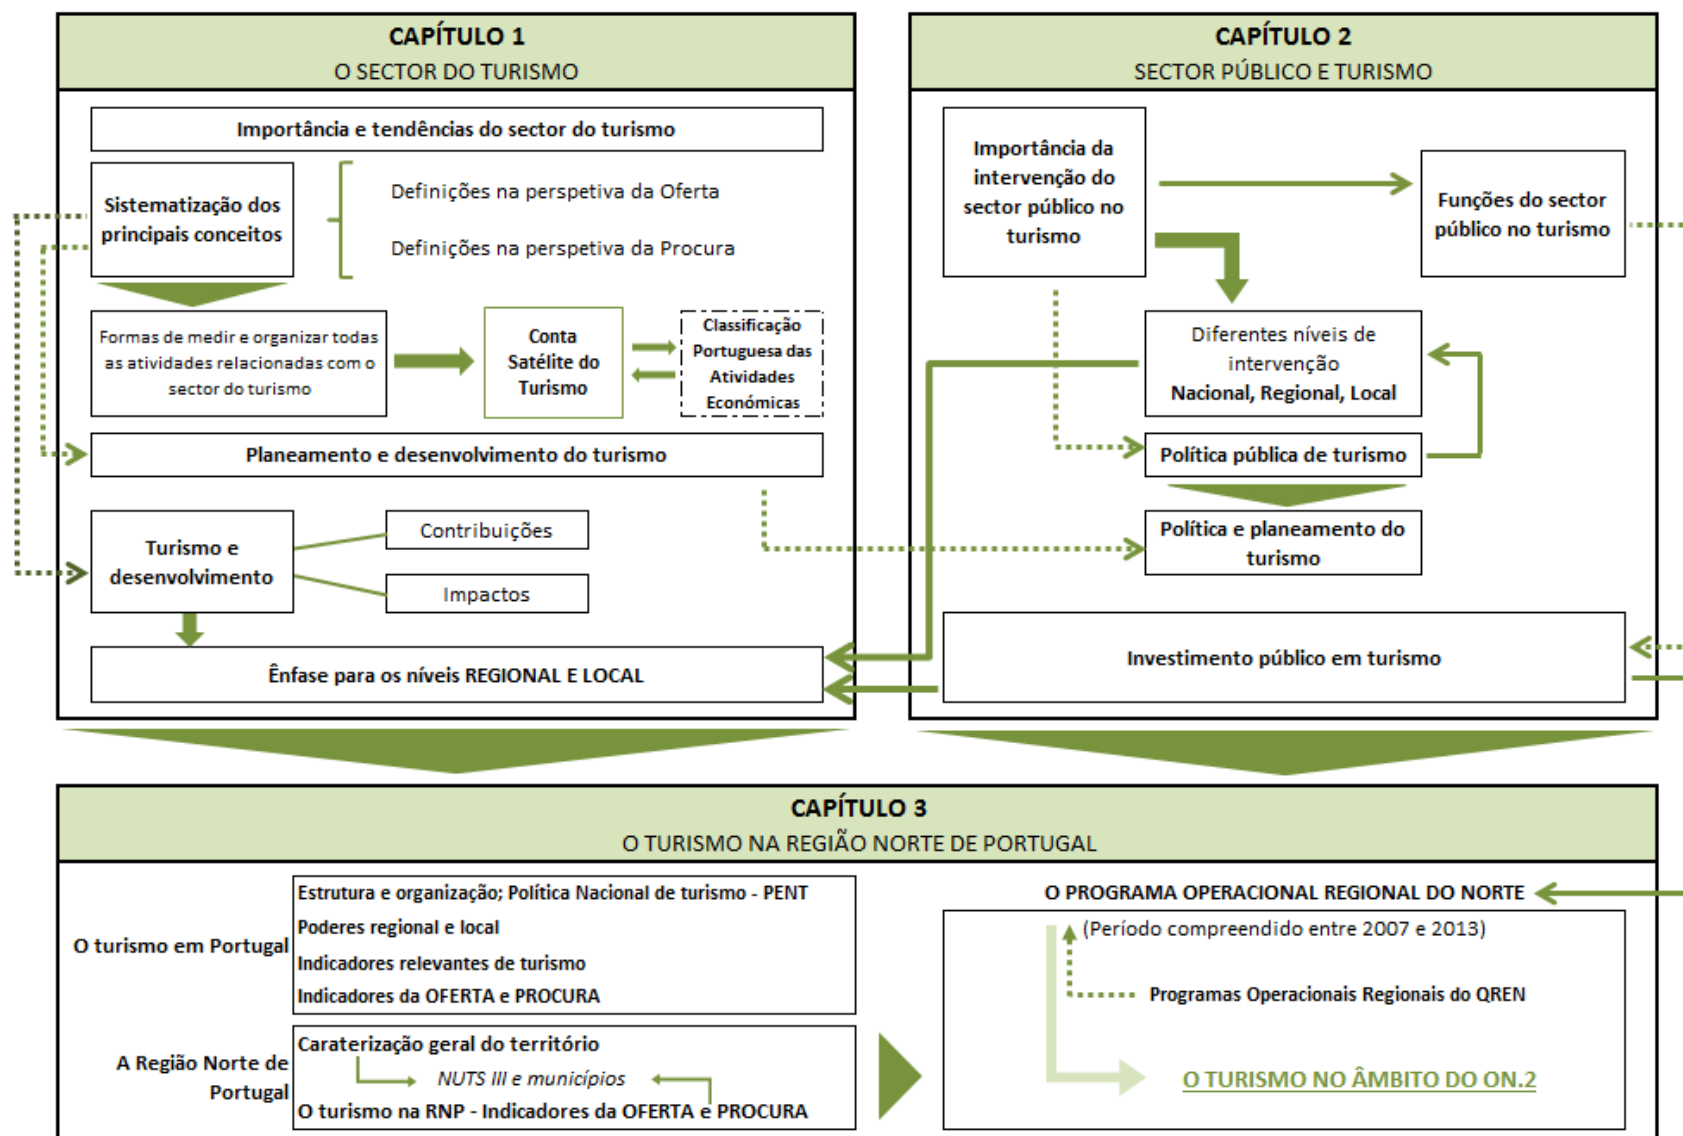 CAPÍTULO 1
O SECTOR DO TURISMO
Importância e tendências do sector do turismo
Sistematização dos
principais conceitos
Definições na perspetiva da Oferta
Definições na perspetiva da Procura
Formas de medir e organizar todas
as atividades relacionadas com o
sector do turismo
Conta
Satélite do
Turismo
Classificação
Portuguesa das
Atividades
Económicas
Planeamento e desenvolvimento do turismo
Turismo e
desenvolvimento
Contribuições
Impactos
Ênfase para os níveis REGIONAL E LOCAL
CAPÍTULO 2
SECTOR PÚBLICO E TURISMO
Importância da
intervenção do
sector público no
turismo
Funções do sector
público no turismo
Diferentes níveis de
intervenção
Nacional, Regional, Local
Política pública de turismo
Política e planeamento do
turismo
Investimento público em turismo
CAPÍTULO 3
O TURISMO NA REGIÃO NORTE DE PORTUGAL
O turismo em Portugal
Estrutura e organização; Política Nacional de turismo - PENT
Poderes regional e local
Indicadores relevantes de turismo
Indicadores da OFERTA e PROCURA
A Região Norte de
Portugal
Caraterização geral do território
NUTS III e municípios
O turismo na RNP - Indicadores da OFERTA e PROCURA
O PROGRAMA OPERACIONAL REGIONAL DO NORTE
(Período compreendido entre 2007 e 2013)
Programas Operacionais Regionais do QREN
O TURISMO NO ÂMBITO DO ON.2